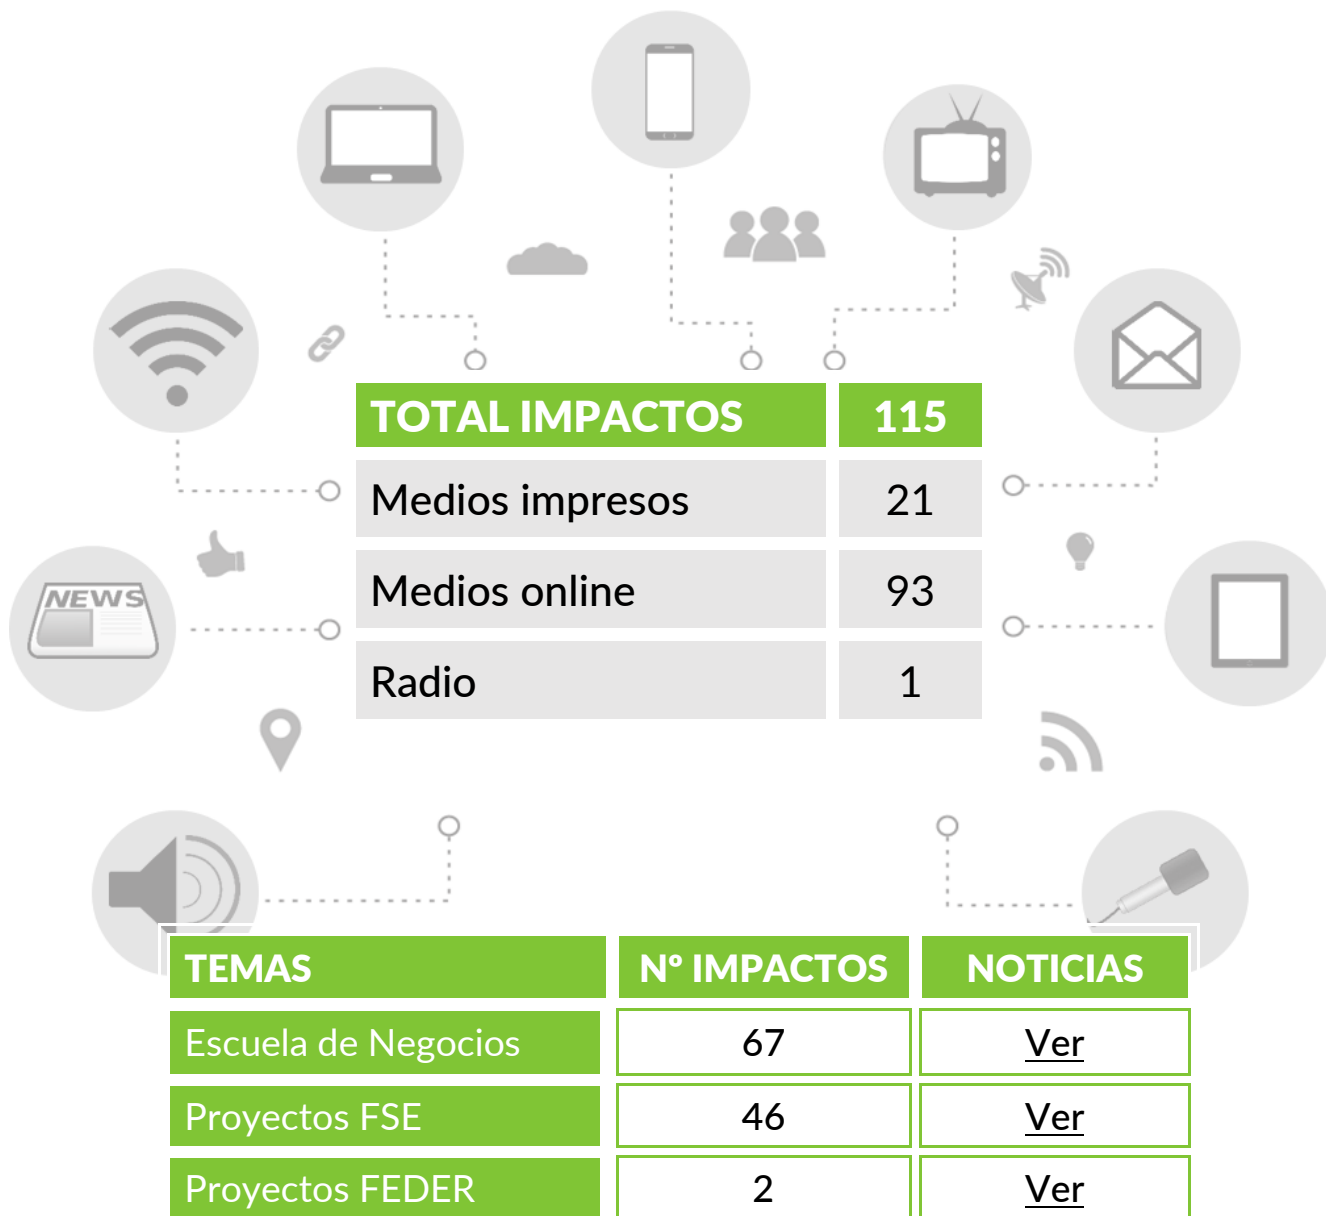 TOTAL IMPACTOS 115
Medios impresos 21
NEWS
Medios online 93
Radio 1
TEMAS Nº IMPACTOS NOTICIAS
Escuela de Negocios 67 Ver
Proyectos FSE 46 Ver
Proyectos FEDER 2 Ver